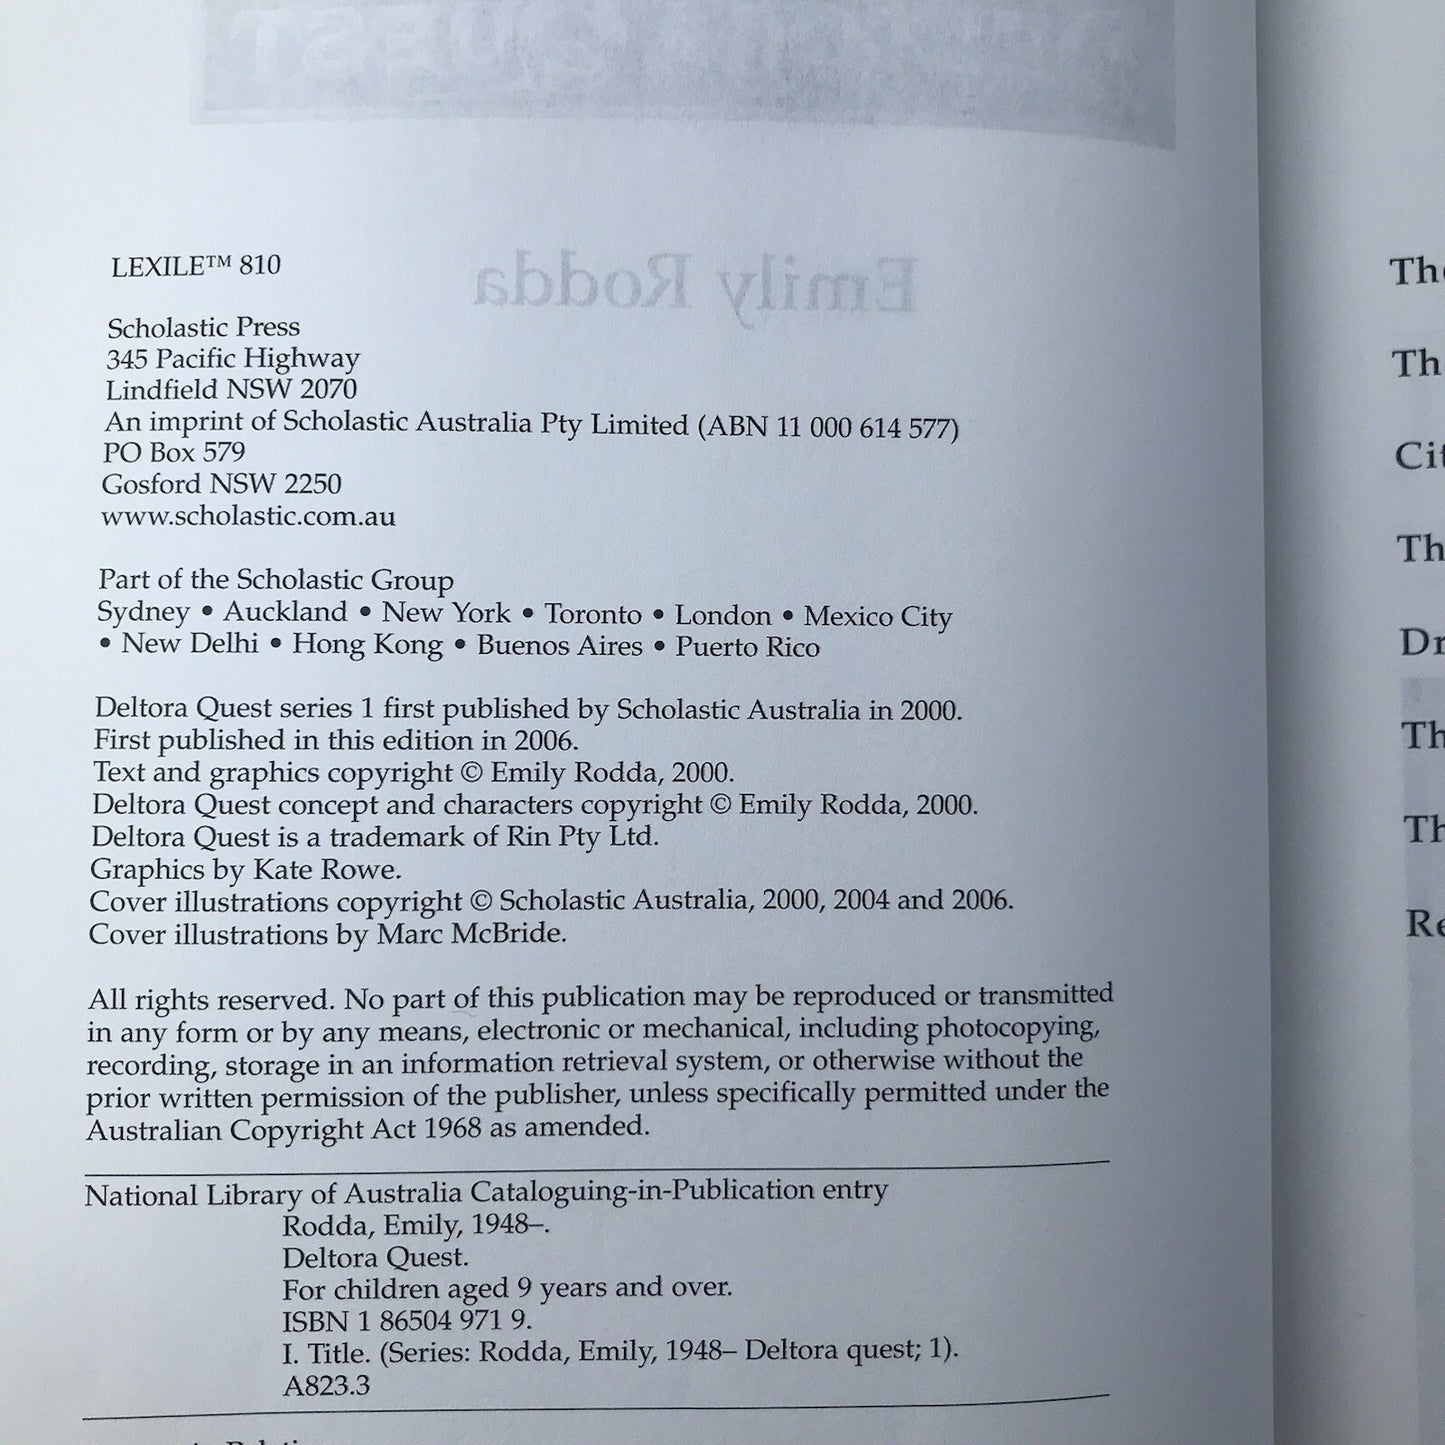 LEXILE™ 810
Emily Rodda
Scholastic Press
345 Pacific Highway
Lindfield NSW 2070
An imprint of Scholastic Australia Pty Limited (ABN 11 000 614 577)
PO Box 579
Gosford NSW 2250
www.scholastic.com.au
Part of the Scholastic Group
Sydney • Auckland • New York • Toronto • London • Mexico City
• New Delhi • Hong Kong • Buenos Aires • Puerto Rico
Deltora Quest series 1 first published by Scholastic Australia in 2000.
First published in this edition in 2006.
Text and graphics copyright © Emily Rodda, 2000.
Deltora Quest concept and characters copyright © Emily Rodda, 2000.
Deltora Quest is a trademark of Rin Pty Ltd.
Graphics by Kate Rowe.
Cover illustrations copyright © Scholastic Australia, 2000, 2004 and 2006.
Cover illustrations by Marc McBride.
All rights reserved. No part of this publication may be reproduced or transmitted
in any form or by any means, electronic or mechanical, including photocopying,
recording, storage in an information retrieval system, or otherwise without the
prior written permission of the publisher, unless specifically permitted under the
Australian Copyright Act 1968 as amended.
National Library of Australia Cataloguing-in-Publication entry
Rodda, Emily, 1948–.
Deltora Quest.
For children aged 9 years and over.
ISBN 1 86504 971 9.
I. Title. (Series: Rodda, Emily, 1948– Deltora quest; 1).
A823.3